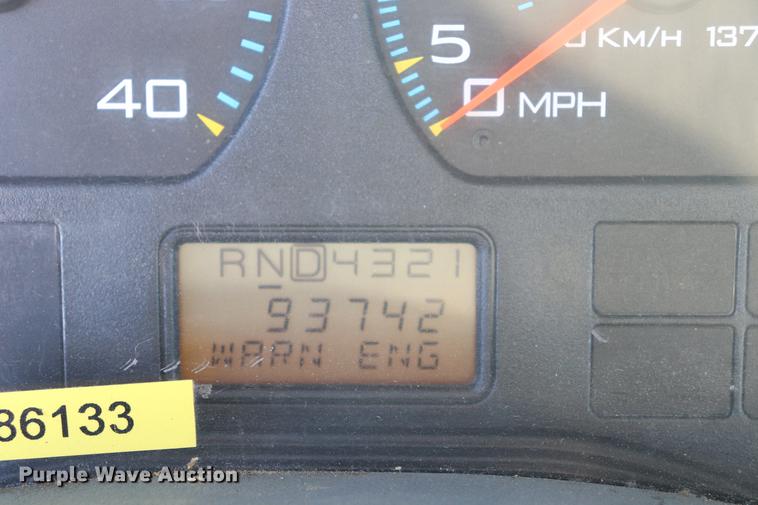 40
5
0 MPH
0 KM/H 137
RND4321
93742
WARN ENG
86133
Purple Wave Auction